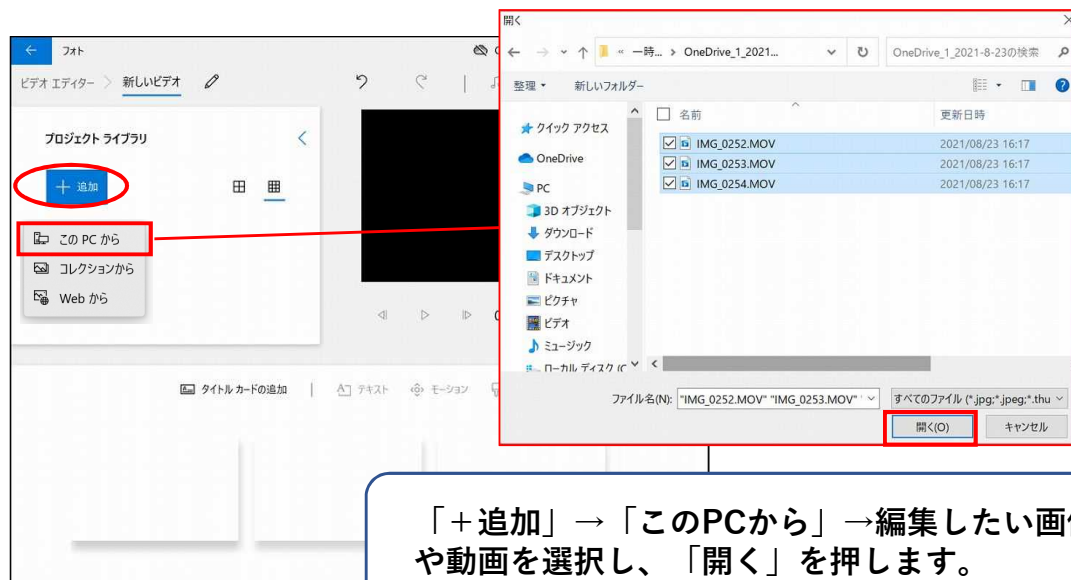 フォト
ビデオ エディター > 新しいビデオ
プロジェクト ライブラリ
+ 追加
この PC から
コレクションから
Web から
タイトル カードの追加
テキスト
モーション
開く
« 一時... > OneDrive_1_2021...
OneDrive_1_2021-8-23の検索
整理
新しいフォルダー
名前
更新日時
クイック アクセス
OneDrive
PC
3D オブジェクト
ダウンロード
デスクトップ
ドキュメント
ピクチャ
ビデオ
ミュージック
ローカル ディスク (C
IMG_0252.MOV 2021/08/23 16:17
IMG_0253.MOV 2021/08/23 16:17
IMG_0254.MOV 2021/08/23 16:17
ファイル名(N): "IMG_0252.MOV" "IMG_0253.MOV" "
すべてのファイル (*.jpg;*.jpeg;*.thu
開く(O)
キャンセル
「+追加」→「このPCから」→編集したい画像
や動画を選択し、「開く」を押します。